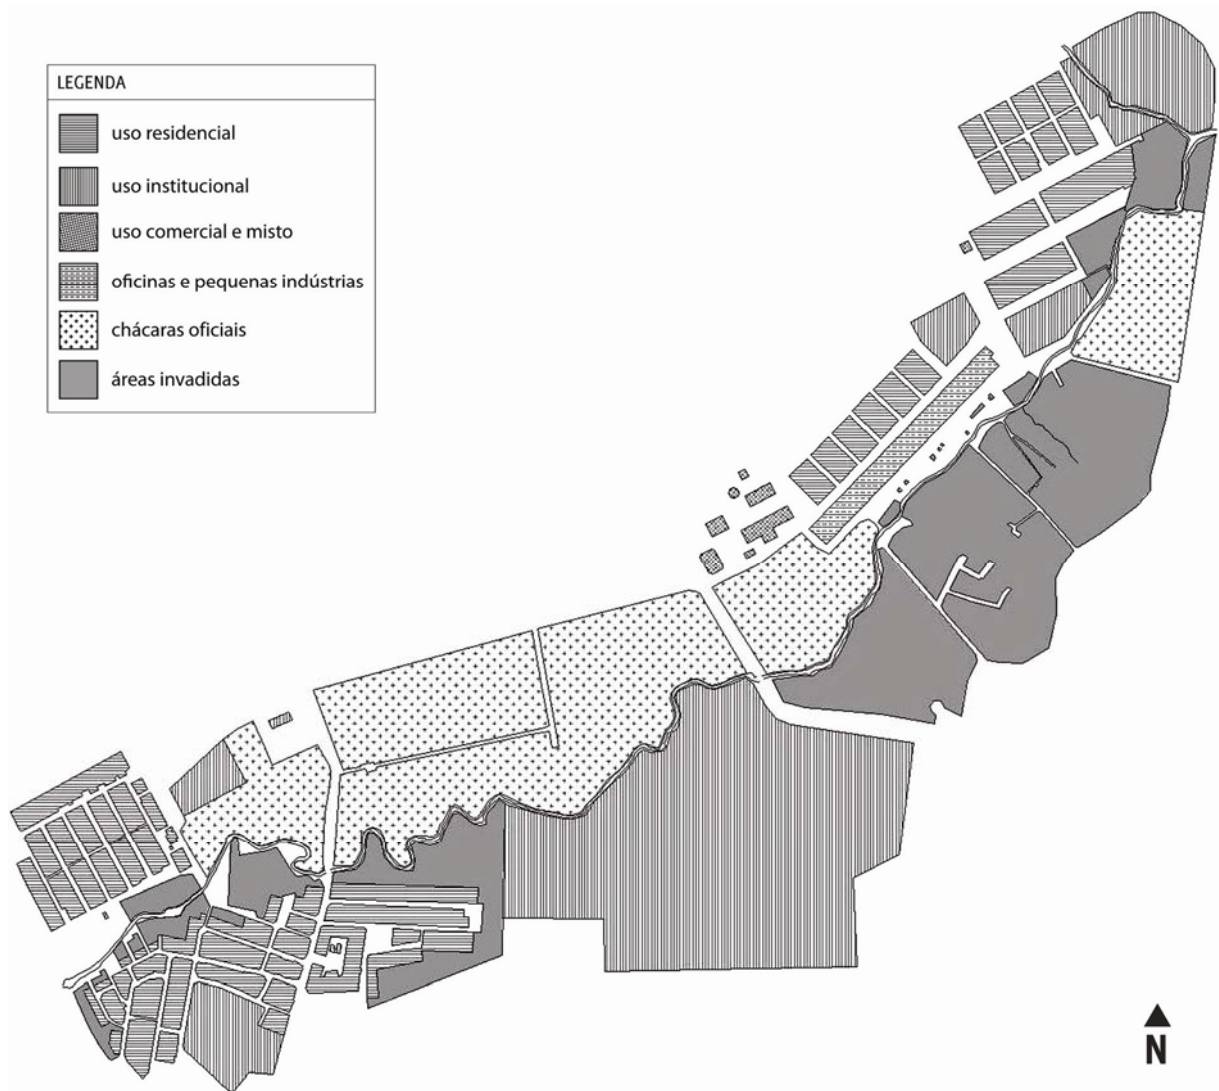 LEGENDA
uso residencial
uso institucional
uso comercial e misto
oficinas e pequenas indústrias
chácaras oficiais
áreas invadidas
N